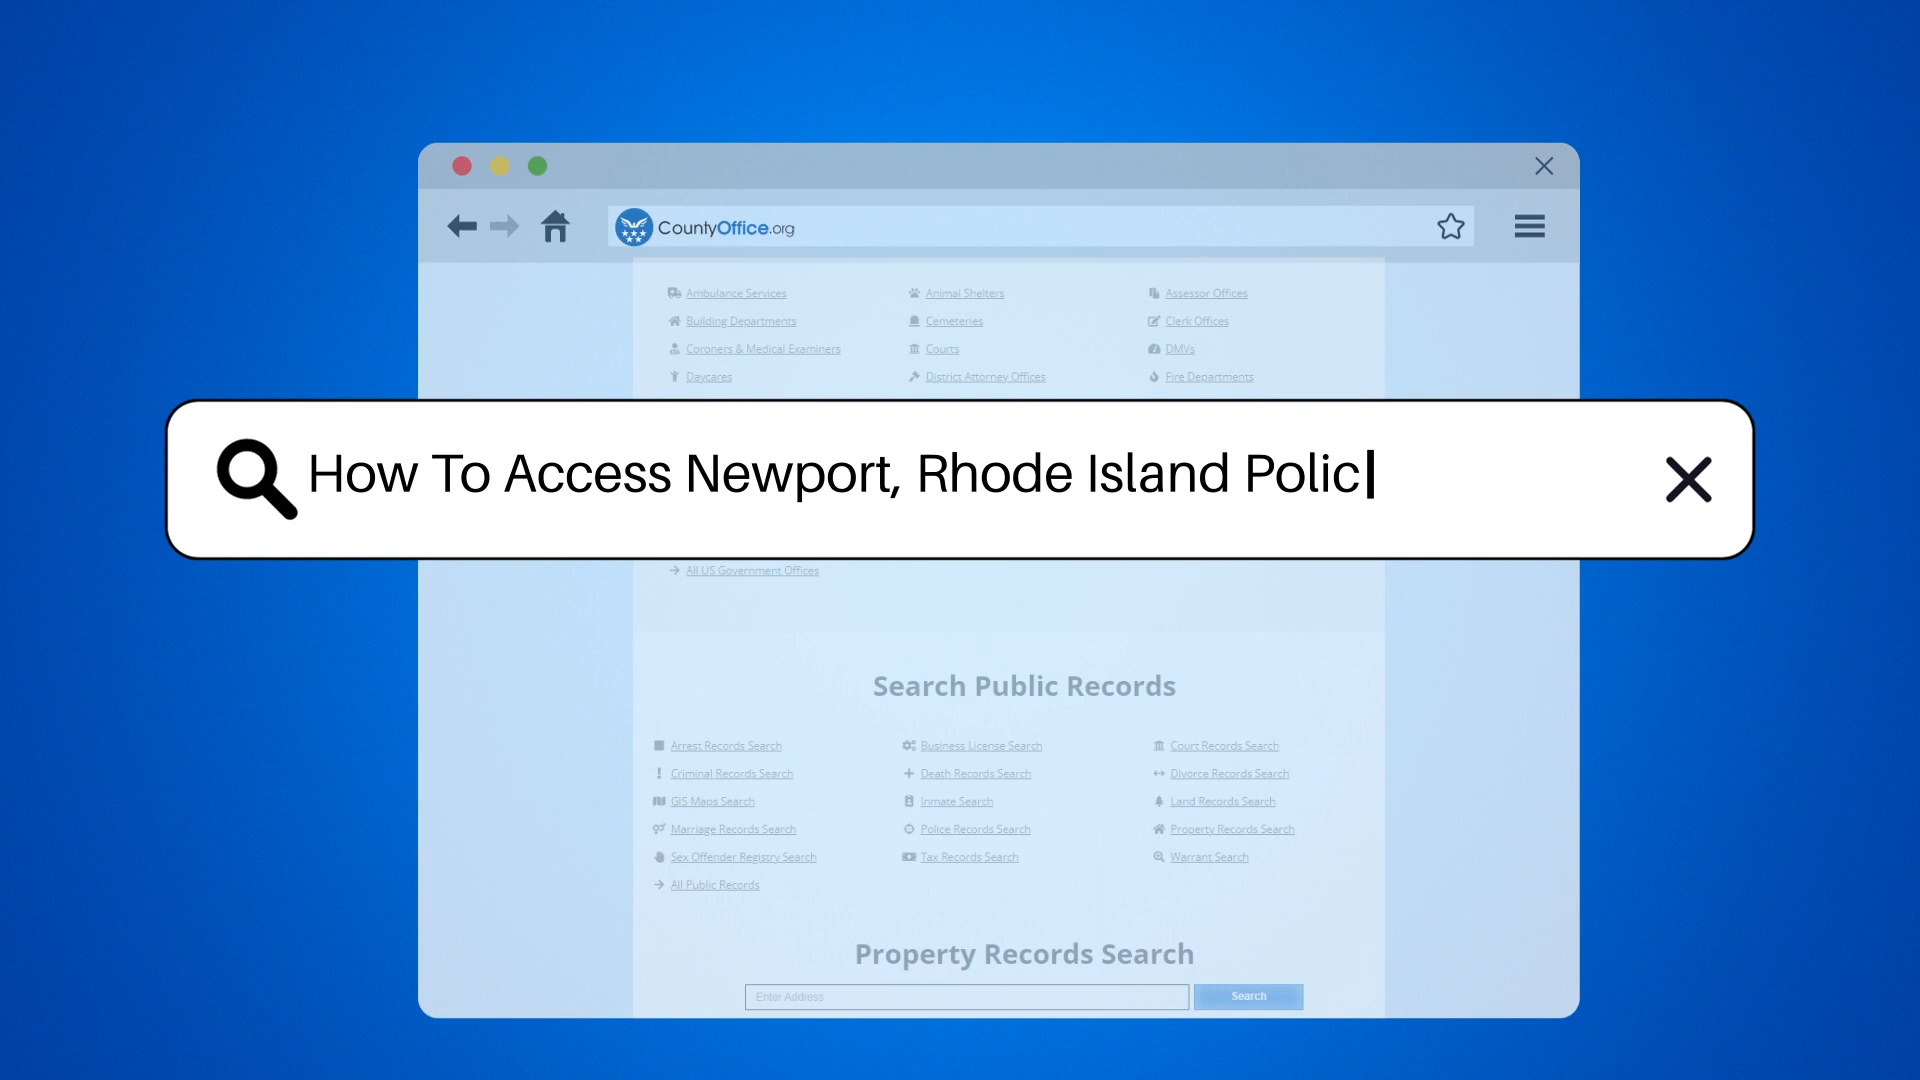 CountyOffice.org
Ambulance Services Animal Shelters Assessor Offices
Building Departments Cemeteries Clerk Offices
Coroners & Medical Examiners Courts DMVs
Daycares District Attorney Offices Fire Departments
How To Access Newport, Rhode Island Polic
All US Government Offices
Search Public Records
Arrest Records Search Business License Search Court Records Search
Criminal Records Search Death Records Search Divorce Records Search
GIS Maps Search Inmate Search Land Records Search
Marriage Records Search Police Records Search Property Records Search
Sex Offender Registry Search Tax Records Search Warrant Search
All Public Records
Property Records Search
Enter Address Search